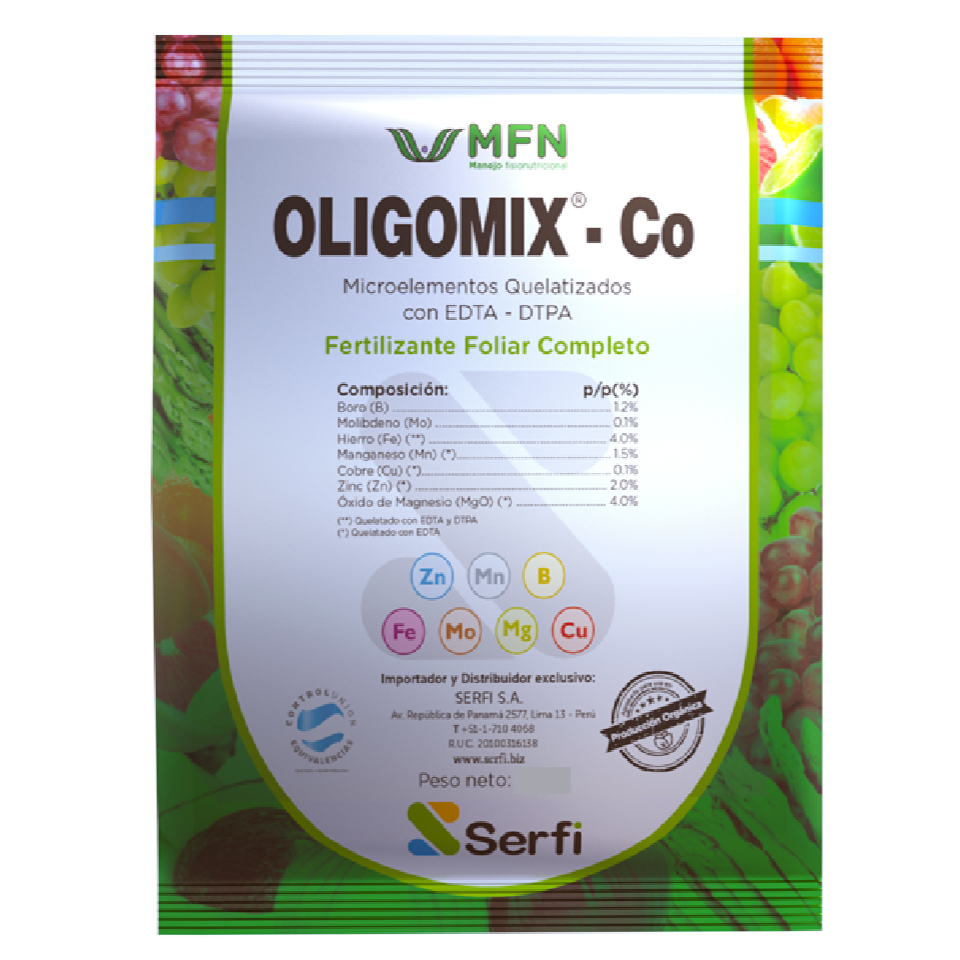 MFN
Manejo fisionutricional
OLIGOMIX® - Co
Microelementos Quelatizados
con EDTA - DTPA
Fertilizante Foliar Completo
Composición: p/p(%)
Boro (B) 1.2%
Molibdeno (Mo) 0.1%
Hierro (Fe) (**) 4.0%
Manganeso (Mn) (*) 1.5%
Cobre (Cu) (*) 0.1%
Zinc (Zn) (*) 2.0%
Óxido de Magnesio (MgO) (*) 4.0%
(**) Quelatado con EDTA y DTPA
(*) Quelatado con EDTA
Zn Mn B
Fe Mo Mg Cu
Importador y Distribuidor exclusivo:
SERFI S.A.
Av. República de Panamá 2577, Lima 13 - Perú
T +51-1-710 4068
R.U.C. 20100316138
www.serfi.biz
Peso neto:
CONTROL UNION
EQUIVALENCIAS
Producción Orgánica
Serfi